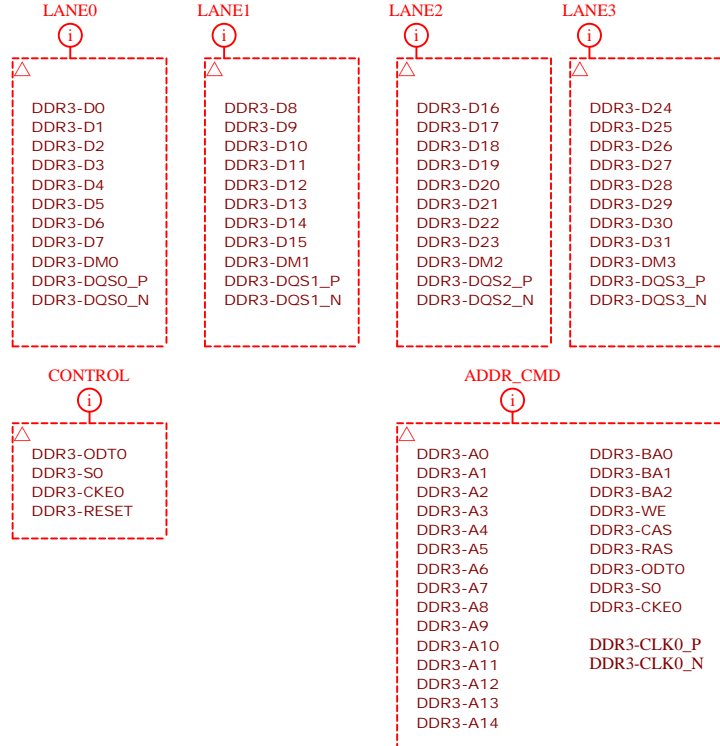 LANE0
i
DDR3-D0
DDR3-D1
DDR3-D2
DDR3-D3
DDR3-D4
DDR3-D5
DDR3-D6
DDR3-D7
DDR3-DM0
DDR3-DQS0_P
DDR3-DQS0_N
LANE1
i
DDR3-D8
DDR3-D9
DDR3-D10
DDR3-D11
DDR3-D12
DDR3-D13
DDR3-D14
DDR3-D15
DDR3-DM1
DDR3-DQS1_P
DDR3-DQS1_N
LANE2
i
DDR3-D16
DDR3-D17
DDR3-D18
DDR3-D19
DDR3-D20
DDR3-D21
DDR3-D22
DDR3-D23
DDR3-DM2
DDR3-DQS2_P
DDR3-DQS2_N
LANE3
i
DDR3-D24
DDR3-D25
DDR3-D26
DDR3-D27
DDR3-D28
DDR3-D29
DDR3-D30
DDR3-D31
DDR3-DM3
DDR3-DQS3_P
DDR3-DQS3_N
CONTROL
i
DDR3-ODT0
DDR3-S0
DDR3-CKE0
DDR3-RESET
ADDR_CMD
i
DDR3-A0
DDR3-A1
DDR3-A2
DDR3-A3
DDR3-A4
DDR3-A5
DDR3-A6
DDR3-A7
DDR3-A8
DDR3-A9
DDR3-A10
DDR3-A11
DDR3-A12
DDR3-A13
DDR3-A14
DDR3-BA0
DDR3-BA1
DDR3-BA2
DDR3-WE
DDR3-CAS
DDR3-RAS
DDR3-ODT0
DDR3-S0
DDR3-CKE0
DDR3-CLK0_P
DDR3-CLK0_N